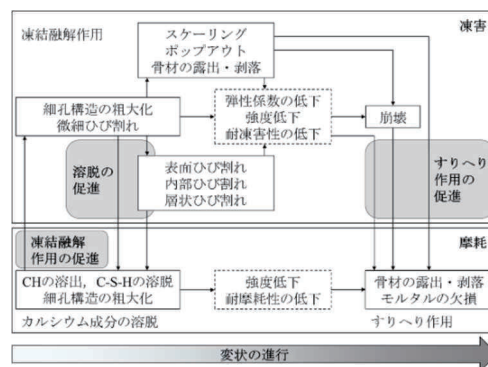 凍害
凍結融解作用
スケーリング
ポップアウト
骨材の露出・剥落
細孔構造の粗大化
微細ひび割れ
弾性係数の低下
強度低下
耐凍害性の低下
崩壊
溶脱の
促進
表面ひび割れ
内部ひび割れ
層状ひび割れ
すりへり
作用の
促進
凍結融解
作用の促進
摩耗
CHの溶出, C-S-Hの溶脱
細孔構造の粗大化
強度低下
耐摩耗性の低下
骨材の露出・剥落
モルタルの欠損
カルシウム成分の溶脱
すりへり作用
変状の進行